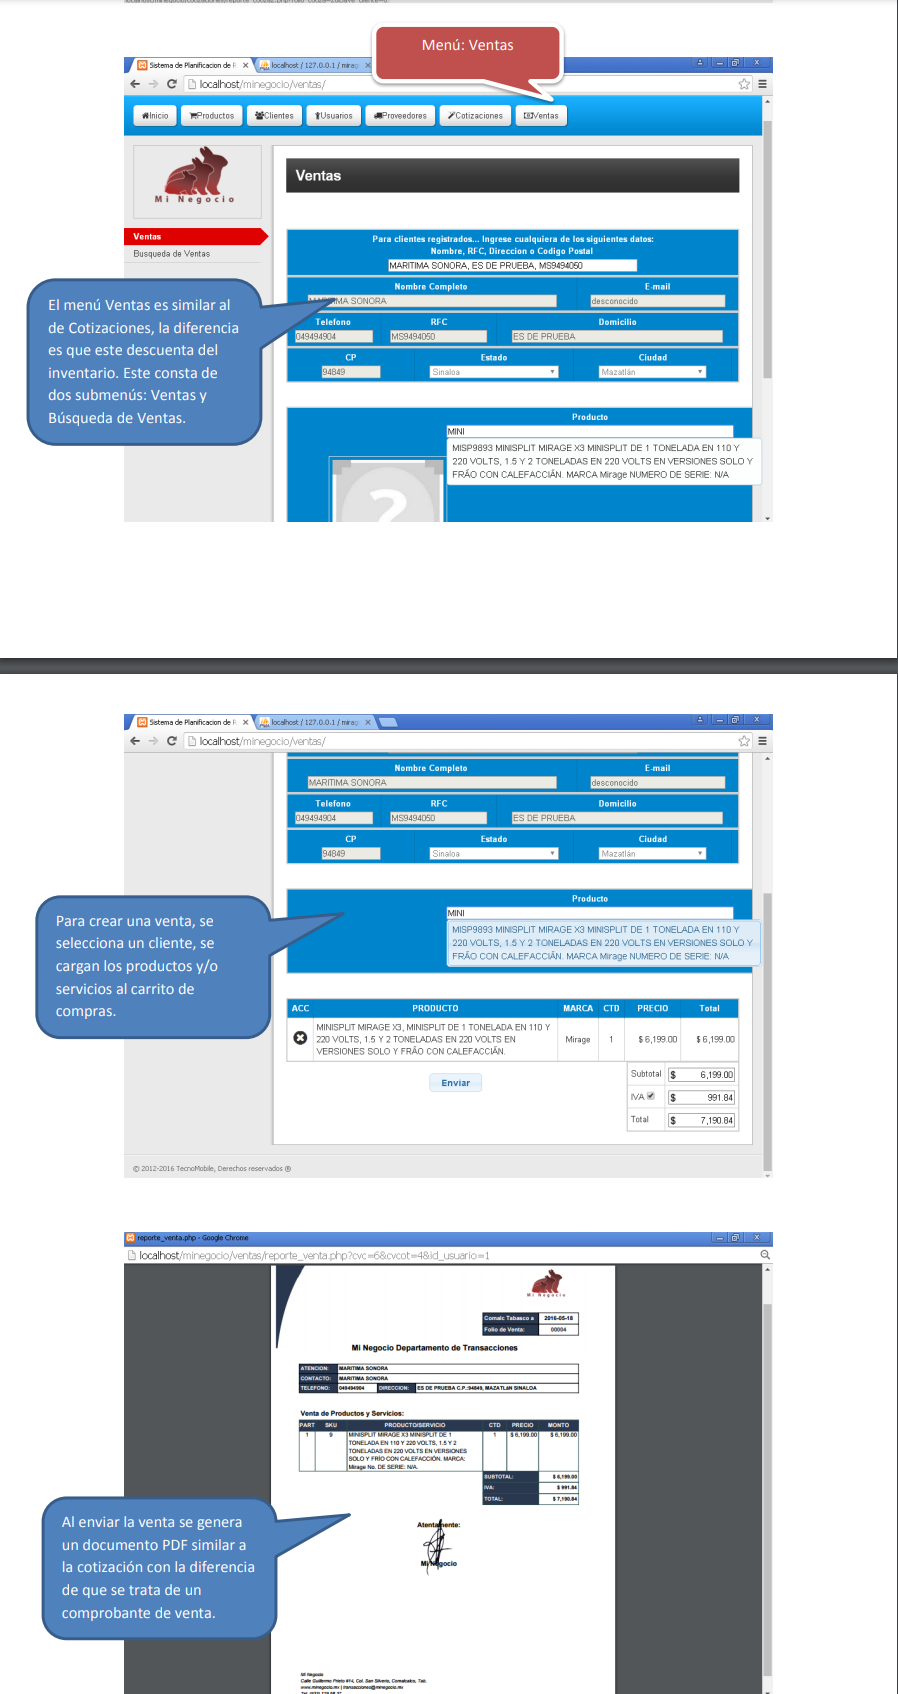 Menú: Ventas
Sistema de Planificacion de R
localhost / 127.0.0.1 / mirag
localhost/minegocio/ventas/
Inicio
Productos
Clientes
Usuarios
Proveedores
Cotizaciones
Ventas
Mi Negocio
Ventas
Ventas
Busqueda de Ventas
Para clientes registrados... Ingrese cualquiera de los siguientes datos:
Nombre, RFC, Direccion o Codigo Postal
MARITIMA SONORA, ES DE PRUEBA, MS9494050
Nombre Completo
E-mail
MARITIMA SONORA
desconocido
Telefono
RFC
Domicilio
049494904
MS9494050
ES DE PRUEBA
CP
Estado
Ciudad
94849
Sinaloa
Mazatlán
El menú Ventas es similar al
de Cotizaciones, la diferencia
es que este descuenta del
inventario. Este consta de
dos submenús: Ventas y
Búsqueda de Ventas.
Producto
MINI
MISP9893 MINISPLIT MIRAGE X3 MINISPLIT DE 1 TONELADA EN 110 Y
220 VOLTS, 1.5 Y 2 TONELADAS EN 220 VOLTS EN VERSIONES SOLO Y
FRÃO CON CALEFACCIÃN. MARCA Mirage NUMERO DE SERIE: N/A
Sistema de Planificacion de R
localhost / 127.0.0.1 / mirag
localhost/minegocio/ventas/
Nombre Completo
E-mail
MARITIMA SONORA
desconocido
Telefono
RFC
Domicilio
049494904
MS9494050
ES DE PRUEBA
CP
Estado
Ciudad
94849
Sinaloa
Mazatlán
Para crear una venta, se
selecciona un cliente, se
cargan los productos y/o
servicios al carrito de
compras.
Producto
MINI
MISP9893 MINISPLIT MIRAGE X3 MINISPLIT DE 1 TONELADA EN 110 Y
220 VOLTS, 1.5 Y 2 TONELADAS EN 220 VOLTS EN VERSIONES SOLO Y
FRÃO CON CALEFACCIÃN. MARCA Mirage NUMERO DE SERIE: N/A
ACC PRODUCTO MARCA CTD PRECIO Total
MINISPLIT MIRAGE X3, MINISPLIT DE 1 TONELADA EN 110 Y
220 VOLTS, 1.5 Y 2 TONELADAS EN 220 VOLTS EN
VERSIONES SOLO Y FRÃO CON CALEFACCIÃN.
Mirage 1 $ 6,199.00 $ 6,199.00
Enviar
Subtotal $ 6,199.00
IVA $ 991.84
Total $ 7,190.84
© 2012-2016 TecnoMobile, Derechos reservados ®
reporte_venta.php - Google Chrome
localhost/minegocio/ventas/reporte_venta.php?cvc=6&cvcot=4&id_usuario=1
Mi Negocio
Comalc Tabasco a 2016-05-18
Folio de Venta: 00004
Mi Negocio Departamento de Transacciones
ATENCION: MARITIMA SONORA
CONTACTO: MARITIMA SONORA
TELEFONO: 049494904 DIRECCION: ES DE PRUEBA C.P.:94849, MAZATLáN SINALOA
Venta de Productos y Servicios:
PART SKU PRODUCTO/SERVICIO CTD PRECIO MONTO
1 9 MINISPLIT MIRAGE X3 MINISPLIT DE 1 1 $ 6,199.00 $ 6,199.00
TONELADA EN 110 Y 220 VOLTS, 1.5 Y 2
TONELADAS EN 220 VOLTS EN VERSIONES
SOLO Y FRÍO CON CALEFACCIÓN. MARCA:
Mirage No. DE SERIE: N/A.
SUBTOTAL: $ 6,199.00
IVA: $ 991.84
TOTAL: $ 7,190.84
Al enviar la venta se genera
un documento PDF similar a
la cotización con la diferencia
de que se trata de un
comprobante de venta.
Atentamente:
Mi Negocio
Mi Negocio
Calle Guillermo Prieto #14, Col. San Silverio, Comalcalco, Tab.
www.minegocio.mx | transacciones@minegocio.mx